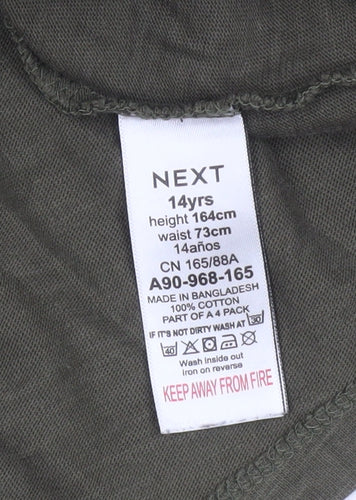 NEXT
14yrs
height 164cm
waist 73cm
14años
CN 165/88A
A90-968-165
MADE IN BANGLADESH
100% COTTON
PART OF A 4 PACK
IF IT'S NOT DIRTY WASH AT 30
40
Wash inside out
iron on reverse
KEEP AWAY FROM FIRE